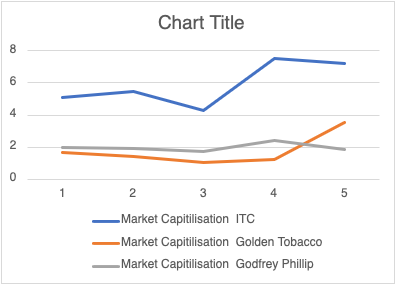 Chart Title
8
6
4
2
0
1 2 3 4 5
Market Capitilisation ITC
Market Capitilisation Golden Tobacco
Market Capitilisation Godfrey Phillip